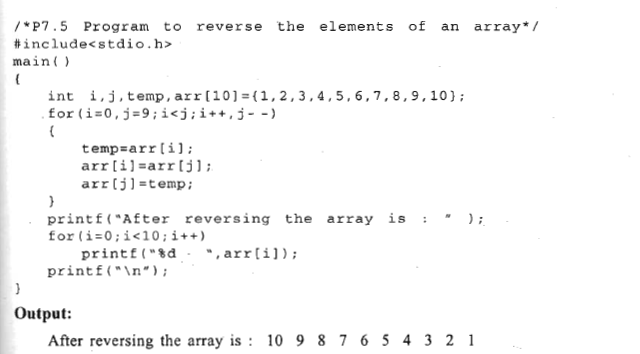 /*P7.5 Program to reverse the elements of an array*/
#include<stdio.h>
main()
{
int i,j,temp,arr[10]={1,2,3,4,5,6,7,8,9,10};
for(i=0,j=9;i<j;i++,j--)
{
temp=arr[i];
arr[i]=arr[j];
arr[j]=temp;
}
printf("After reversing the array is : " );
for(i=0;i<10;i++)
printf("%d ",arr[i]);
printf("\n");
}
Output:
After reversing the array is : 10 9 8 7 6 5 4 3 2 1